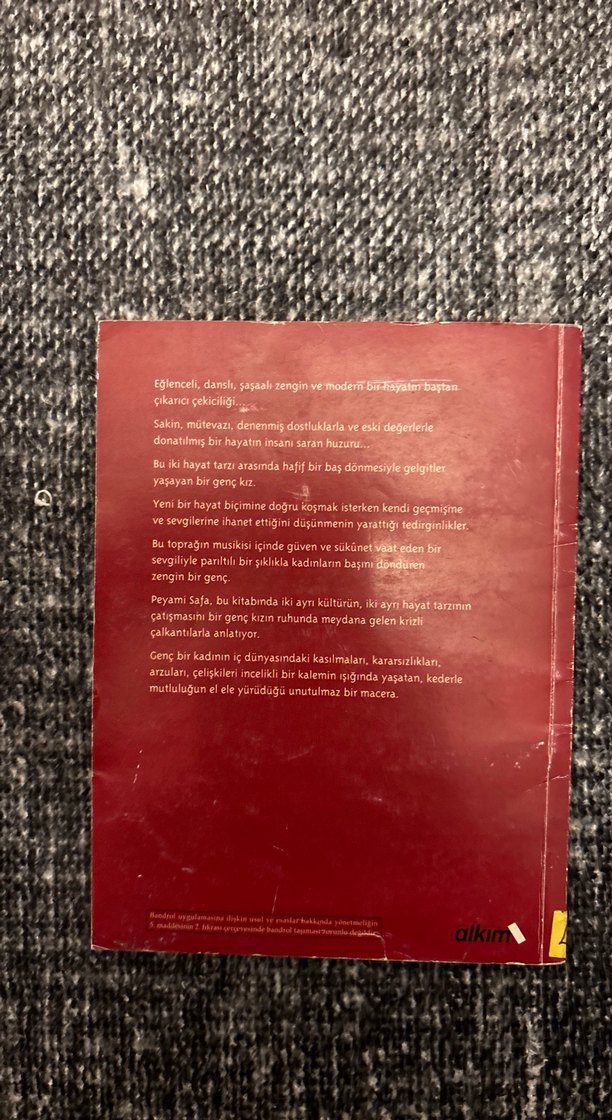 Eğlenceli, danslı, şaşaalı zengin ve modern bir hayatın baştan
çıkarıcı çekiciliği...
Sakin, mütevazı, denenmiş dostluklarla ve eski değerlerle
donatılmış bir hayatın insanı saran huzuru...
Bu iki hayat tarzı arasında hafif bir baş dönmesiyle gelgitler
yaşayan bir genç kız.
Yeni bir hayat biçimine doğru koşmak isterken kendi geçmişine
ve sevgilerine ihanet ettiğini düşünmenin yarattığı tedirginlikler.
Bu toprağın musikisi içinde güven ve sükûnet vaat eden bir
sevgiliyle parıltılı bir şıklıkla kadınların başını döndüren
zengin bir genç.
Peyami Safa, bu kitabında iki ayrı kültürün, iki ayrı hayat tarzının
çatışmasını bir genç kızın ruhunda meydana gelen krizli
çalkantılarla anlatıyor.
Genç bir kadının iç dünyasındaki kasılmaları, kararsızlıkları,
arzuları, çelişkileri incelikli bir kalemin ışığında yaşatan, kederle
mutluluğun el ele yürüdüğü unutulmaz bir macera.
Bandrol uygulamasına ilişkin usul ve esaslar hakkında yönetmeliğin
5. maddesinin 2. fıkrası çerçevesinde bandrol taşıması zorunlu değildir.
alkım